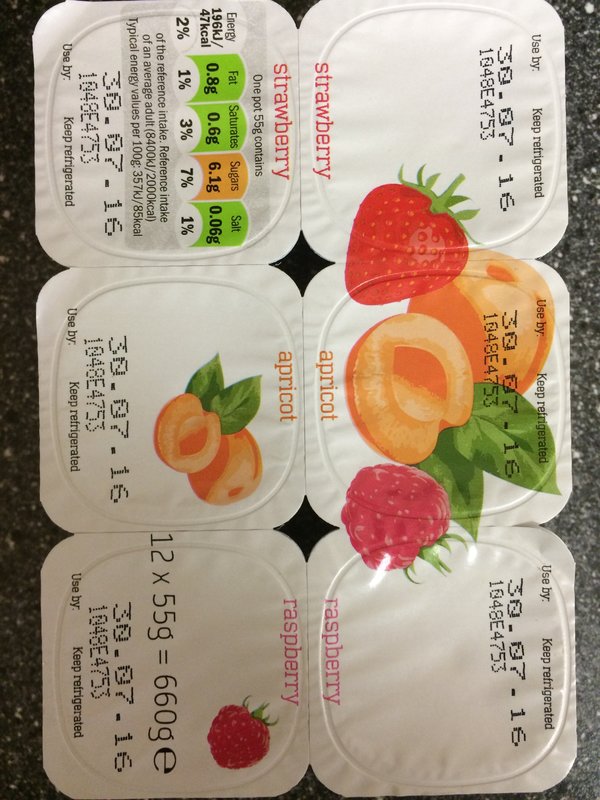 Use by: Keep refrigerated
30.07.16
1048E4753
strawberry
Use by: Keep refrigerated
30.07.16
1048E4753
apricot
Use by: Keep refrigerated
30.07.16
1048E4753
raspberry
strawberry
One pot 55g contains
Energy Fat Saturates Sugars Salt
196kJ/ 0.8g 0.6g 6.1g 0.06g
47kcal
2% 1% 3% 7% 1%
of the reference intake. Reference intake
of an average adult (8400kJ/2000kcal)
Typical energy values per 100g: 357kJ/85kcal
30.07.16
1048E4753
Use by: Keep refrigerated
apricot
30.07.16
1048E4753
Use by: Keep refrigerated
raspberry
12 x 55g = 660g e
30.07.16
1048E4753
Use by: Keep refrigerated